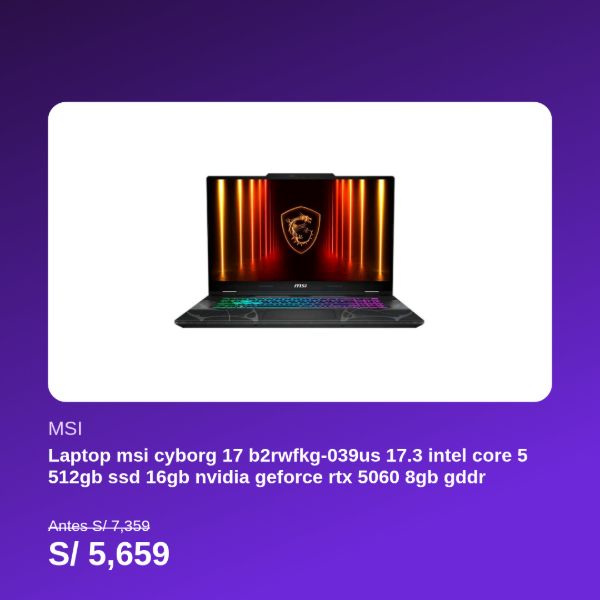 msi
MSI
Laptop msi cyborg 17 b2rwfkg-039us 17.3 intel core 5
512gb ssd 16gb nvidia geforce rtx 5060 8gb gddr
Antes S/ 7,359
S/ 5,659